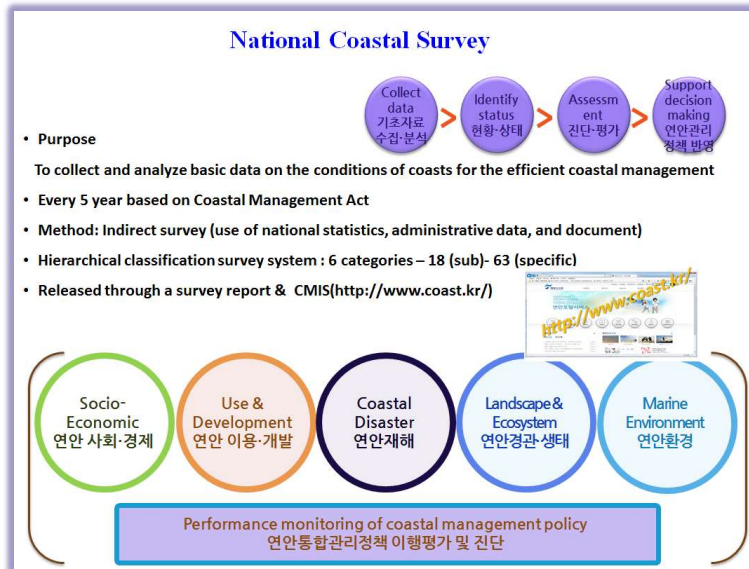 National Coastal Survey
Collect
data
기초자료
수집·분석
>
Identify
status
현황·상태
>
Assessm
ent
진단·평가
>
Support
decision
making
연안관리
정책 반영
• Purpose
To collect and analyze basic data on the conditions of coasts for the efficient coastal management
• Every 5 year based on Coastal Management Act
• Method: Indirect survey (use of national statistics, administrative data, and document)
• Hierarchical classification survey system : 6 categories – 18 (sub)- 63 (specific)
• Released through a survey report & CMIS(http://www.coast.kr/)
http://www.coast.kr/
Socio-
Economic
연안 사회·경제
Use &
Development
연안 이용·개발
Coastal
Disaster
연안재해
Landscape &
Ecosystem
연안경관·생태
Marine
Environment
연안환경
Performance monitoring of coastal management policy
연안통합관리정책 이행평가 및 진단